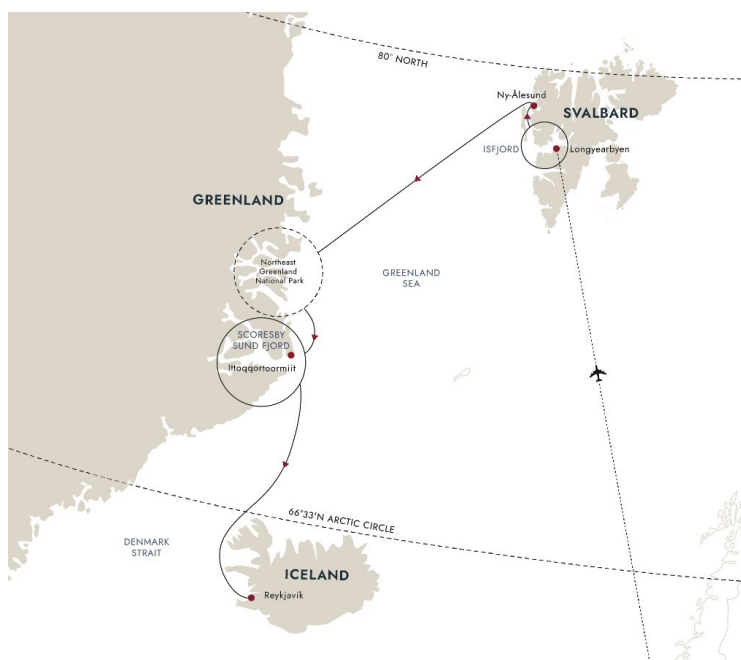 80° NORTH
Ny-Ålesund
SVALBARD
ISFJORD
Longyearbyen
GREENLAND
Northeast
Greenland
National Park
GREENLAND
SEA
SCORESBY
SUND FJORD
Ittoqqortoormiit
66°33'N ARCTIC CIRCLE
DENMARK
STRAIT
ICELAND
Reykjavík